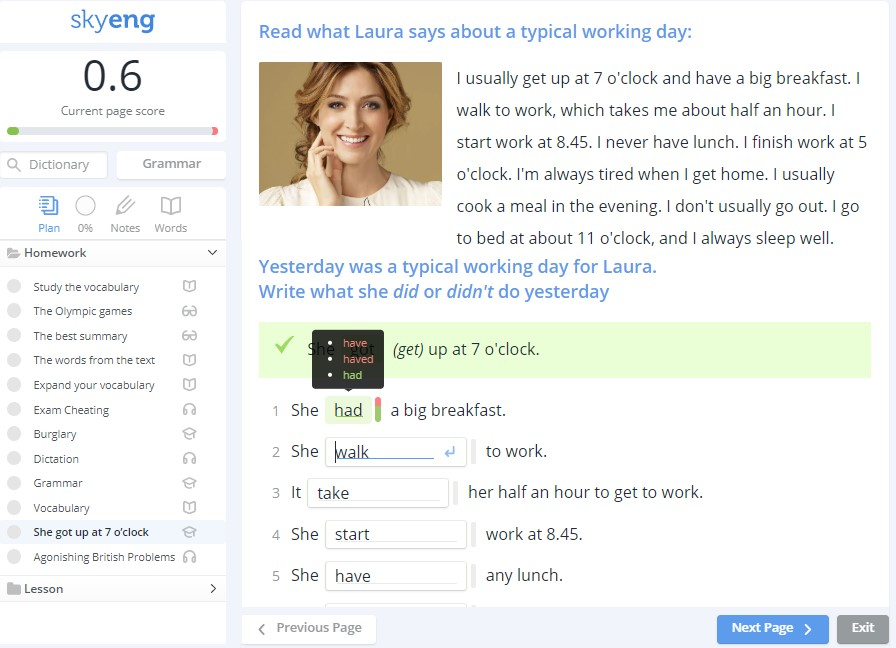 skyeng
0.6
Current page score
Dictionary
Grammar
Plan
0%
Notes
Words
Homework
Study the vocabulary
The Olympic games
The best summary
The words from the text
Expand your vocabulary
Exam Cheating
Burglary
Dictation
Grammar
Vocabulary
She got up at 7 o'clock
Agonishing British Problems
Lesson
Read what Laura says about a typical working day:
I usually get up at 7 o'clock and have a big breakfast. I
walk to work, which takes me about half an hour. I
start work at 8.45. I never have lunch. I finish work at 5
o'clock. I'm always tired when I get home. I usually
cook a meal in the evening. I don't usually go out. I go
to bed at about 11 o'clock, and I always sleep well.
Yesterday was a typical working day for Laura.
Write what she did or didn't do yesterday
have
haved
had
She got (get) up at 7 o'clock.
1 She had a big breakfast.
2 She walk to work.
3 It take her half an hour to get to work.
4 She start work at 8.45.
5 She have any lunch.
Previous Page
Next Page
Exit